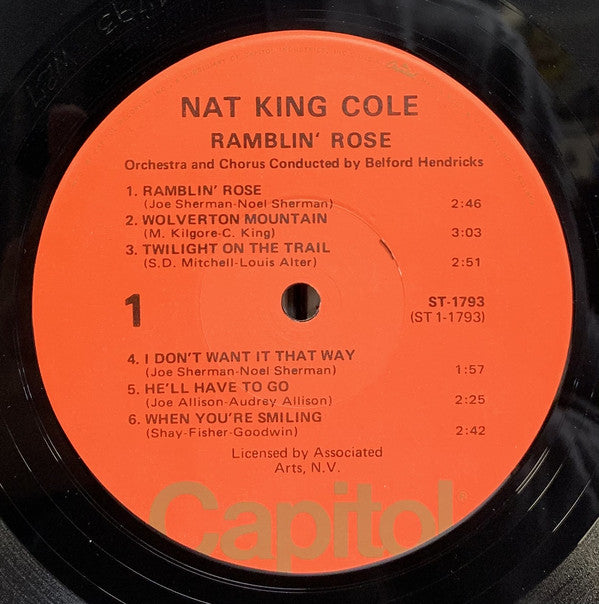 NAT KING COLE
RAMBLIN' ROSE
Orchestra and Chorus Conducted by Belford Hendricks
1. RAMBLIN' ROSE
(Joe Sherman-Noel Sherman) 2:46
2. WOLVERTON MOUNTAIN
(M. Kilgore-C. King) 3:03
3. TWILIGHT ON THE TRAIL
(S.D. Mitchell-Louis Alter) 2:51
1 ST-1793
(ST 1-1793)
4. I DON'T WANT IT THAT WAY
(Joe Sherman-Noel Sherman) 1:57
5. HE'LL HAVE TO GO
(Joe Allison-Audrey Allison) 2:25
6. WHEN YOU'RE SMILING
(Shay-Fisher-Goodwin) 2:42
Licensed by Associated
Arts, N.V.
Capitol®